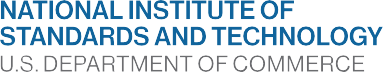 NATIONAL INSTITUTE OF
STANDARDS AND TECHNOLOGY
U.S. DEPARTMENT OF COMMERCE